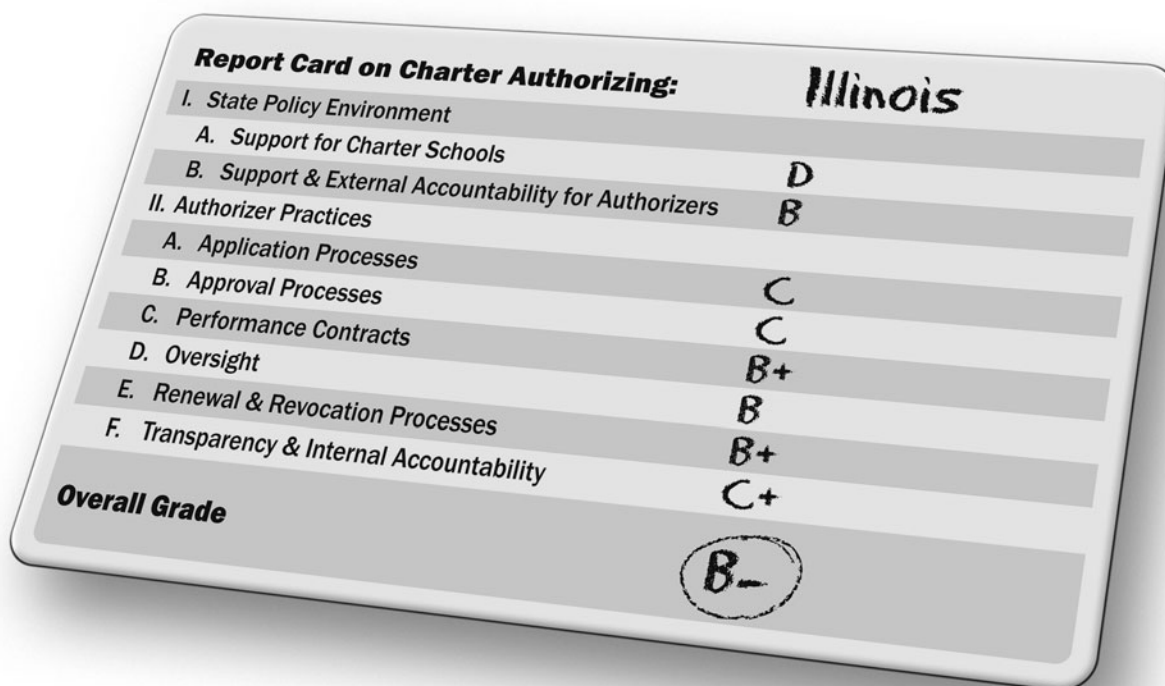 Report Card on Charter Authorizing: Illinois
I. State Policy Environment
A. Support for Charter Schools D
B. Support & External Accountability for Authorizers B
II. Authorizer Practices
A. Application Processes C
B. Approval Processes C
C. Performance Contracts B+
D. Oversight B
E. Renewal & Revocation Processes B+
F. Transparency & Internal Accountability C+
Overall Grade B-